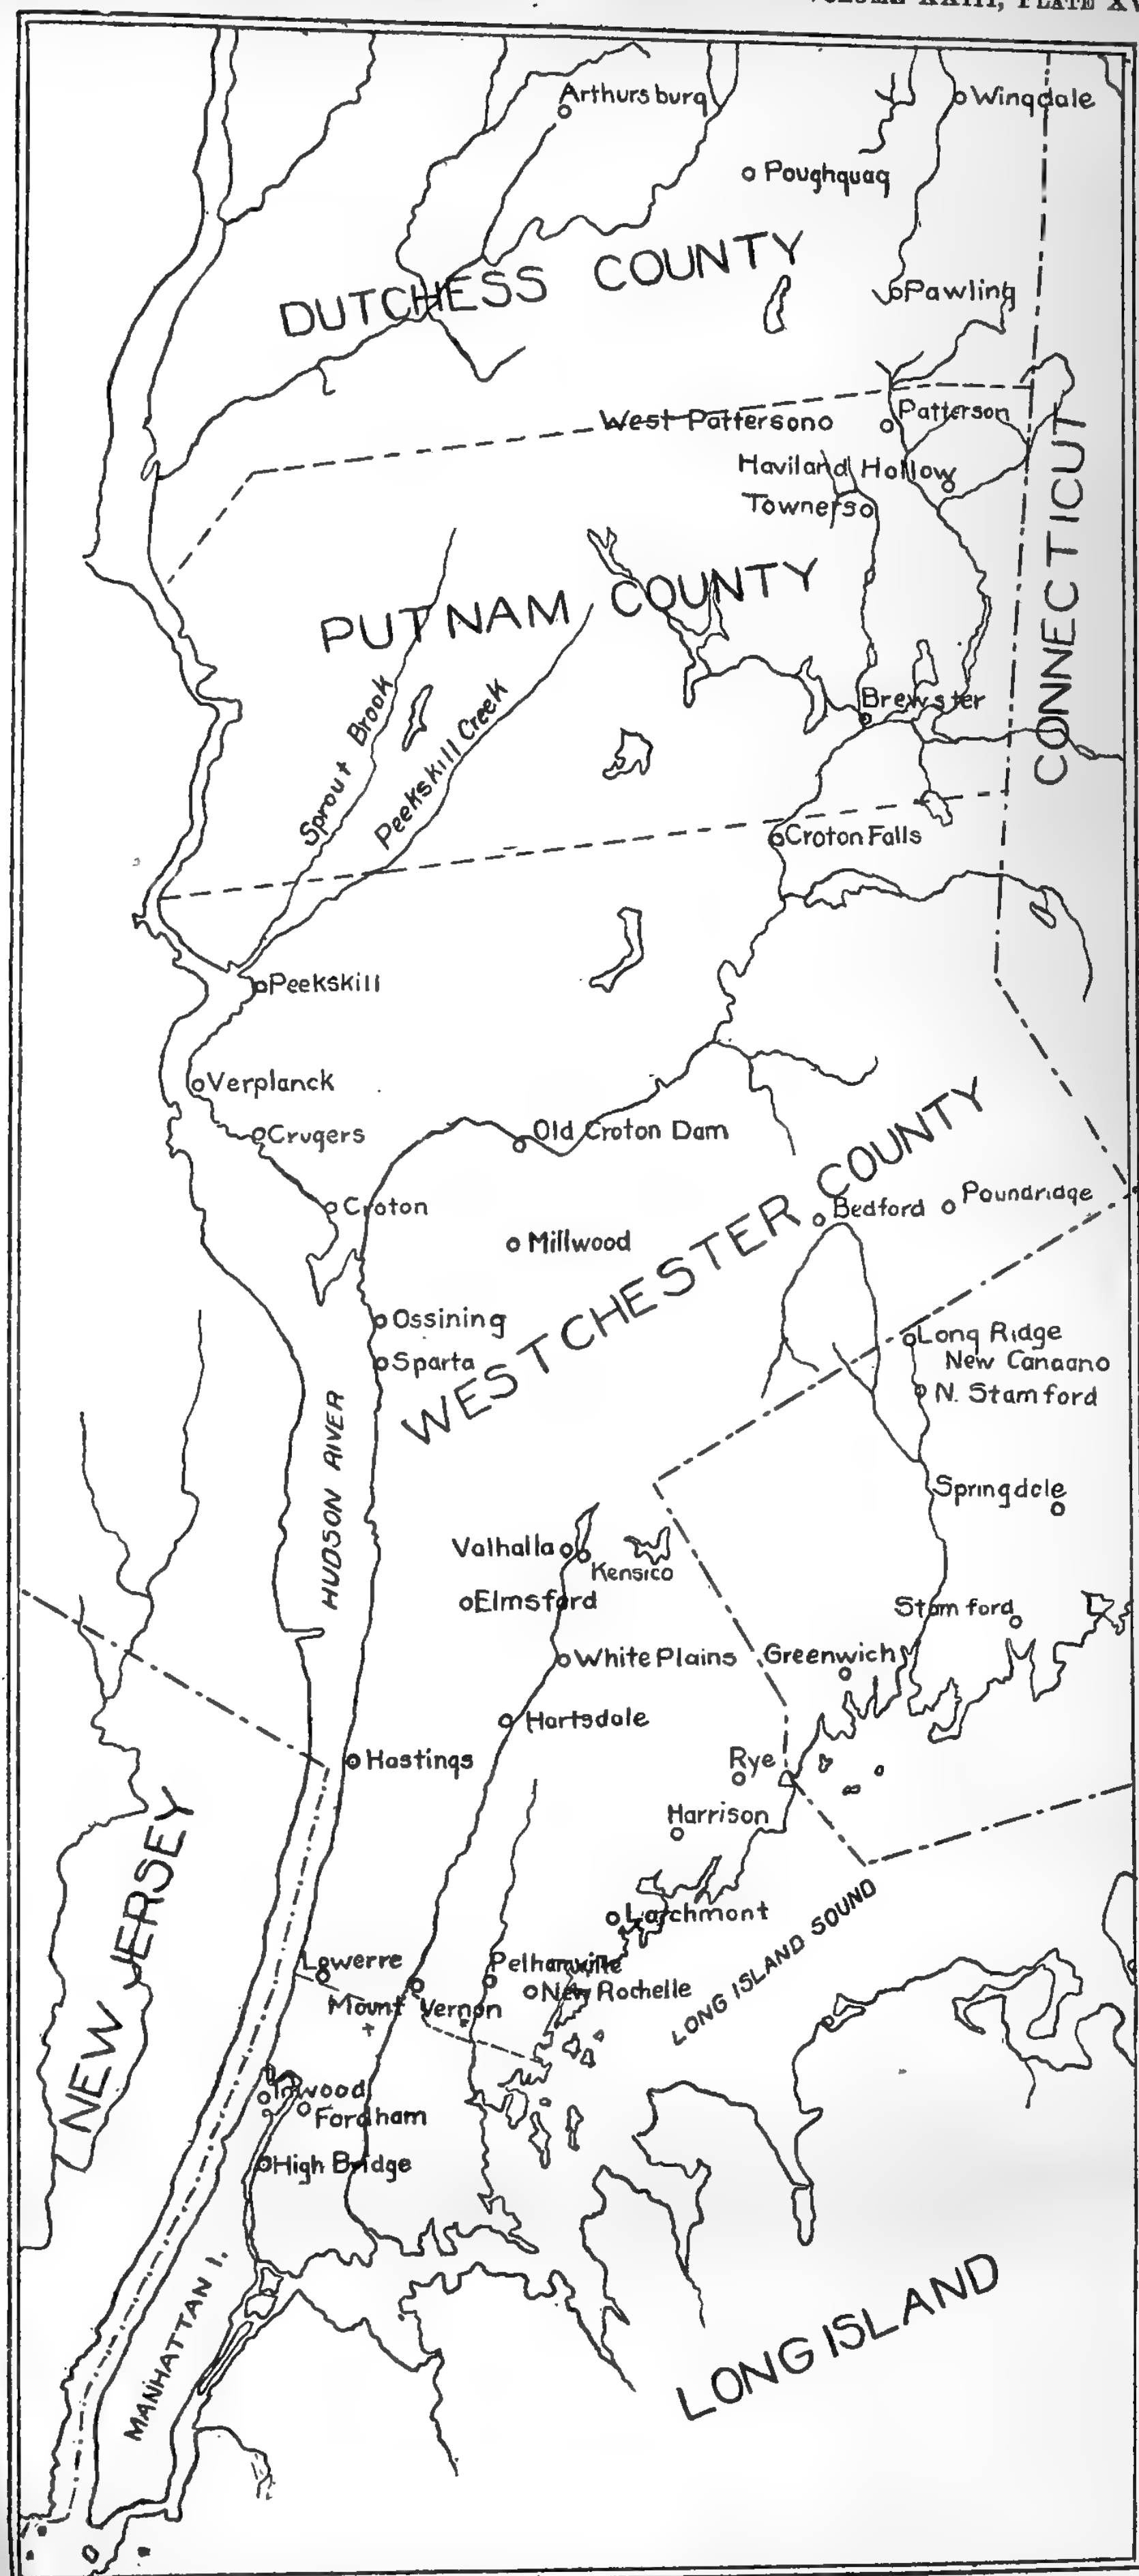 XXIII, PLATE XV
Arthursburg
Wingdale
Poughquag
DUTCHESS COUNTY
Pawling
West Patterson
Patterson
Haviland Hollow
Towners
CONNECTICUT
PUTNAM COUNTY
Sprout Brook
Peekskill Creek
Brewster
Croton Falls
Peekskill
Verplanck
Crugers
Old Croton Dam
Croton
Millwood
WESTCHESTER COUNTY
Bedford
Poundridge
Ossining
Sparta
Long Ridge
New Canaan
N. Stamford
HUDSON RIVER
Springdale
Valhalla
Kensico
Elmsford
Stamford
White Plains
Greenwich
Hartsdale
Hastings
Rye
Harrison
NEW JERSEY
Larchmont
LONG ISLAND SOUND
Lowerre
Pelhamville
New Rochelle
Mount Vernon
Inwood
Fordham
High Bridge
MANHATTAN I.
LONG ISLAND